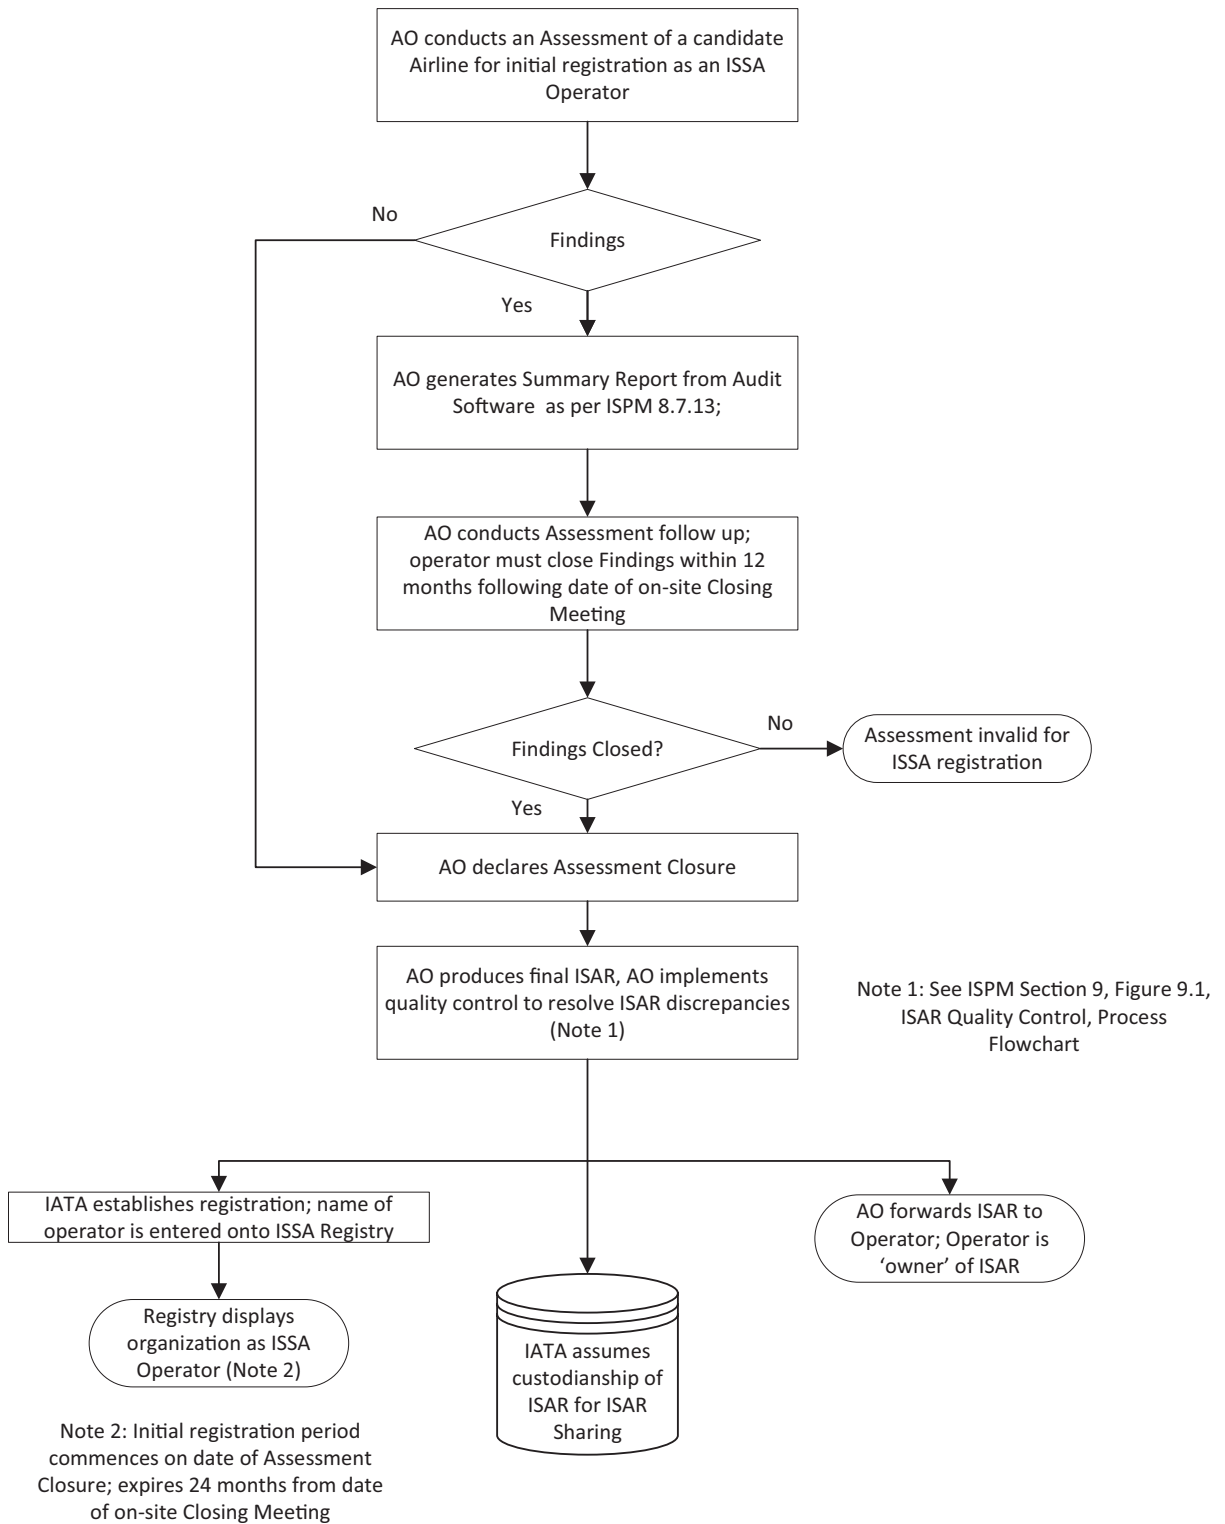 AO conducts an Assessment of a candidate
Airline for initial registration as an ISSA
Operator
No
Findings
Yes
AO generates Summary Report from Audit
Software  as per ISPM 8.7.13;
AO conducts Assessment follow up;
operator must close Findings within 12
months following date of on-site Closing
Meeting
No
Findings Closed?
Assessment invalid for
ISSA registration
Yes
AO declares Assessment Closure
AO produces final ISAR, AO implements
quality control to resolve ISAR discrepancies
(Note 1)
Note 1: See ISPM Section 9, Figure 9.1,
ISAR Quality Control, Process
Flowchart
IATA establishes registration; name of
operator is entered onto ISSA Registry
AO forwards ISAR to
Operator; Operator is
‘owner’ of ISAR
Registry displays
organization as ISSA
Operator (Note 2)
IATA assumes
custodianship of
ISAR for ISAR
Sharing
Note 2: Initial registration period
commences on date of Assessment
Closure; expires 24 months from date
of on-site Closing Meeting